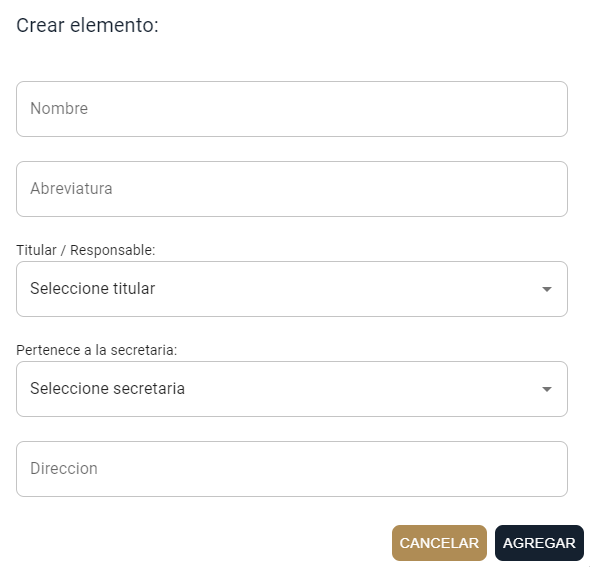 Crear elemento:
Nombre
Abreviatura
Titular / Responsable:
Seleccione titular
Pertenece a la secretaria:
Seleccione secretaria
Direccion
CANCELAR AGREGAR